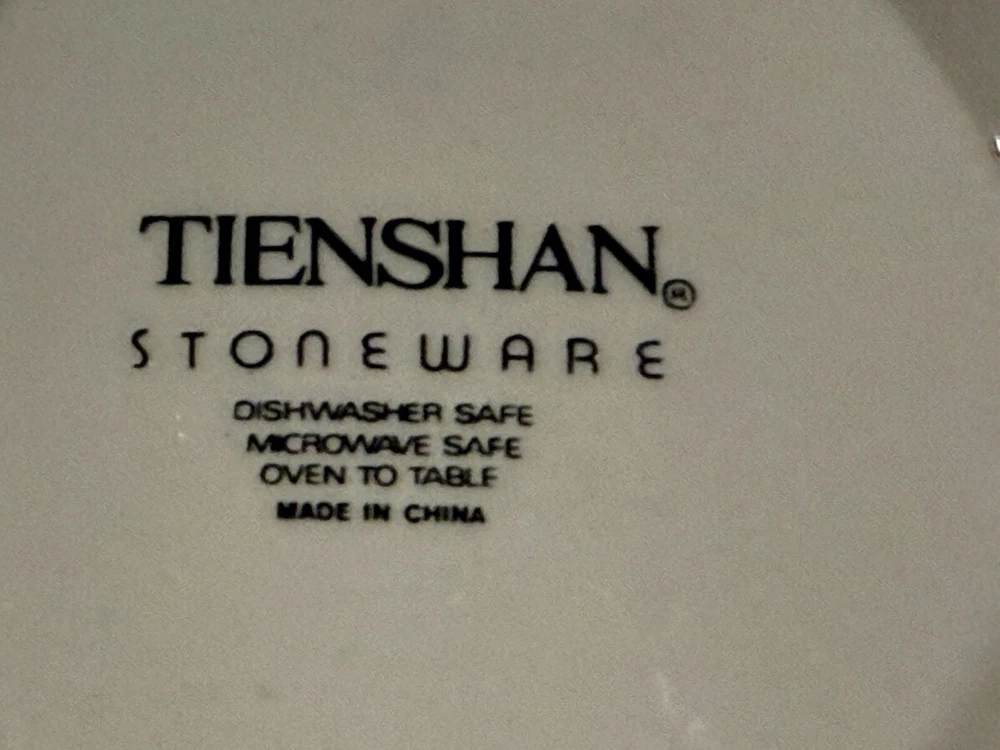 TIENSHAN®
STONEWARE
DISHWASHER SAFE
MICROWAVE SAFE
OVEN TO TABLE
MADE IN CHINA